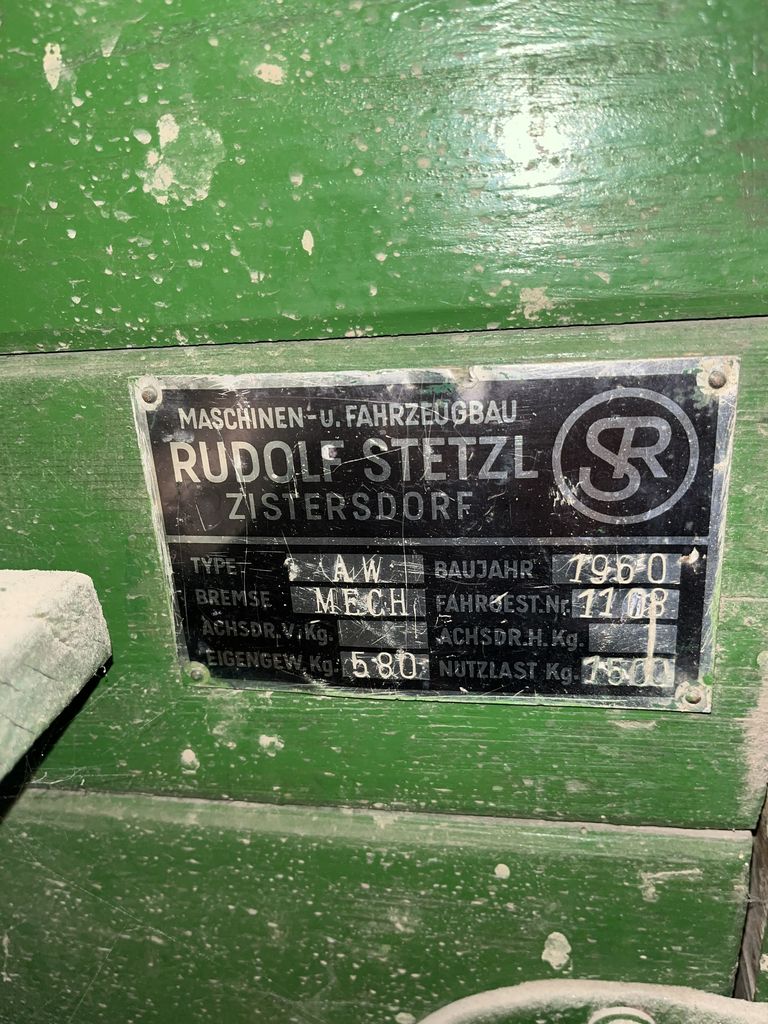 MASCHINEN-u. FAHRZEUGBAU
RUDOLF STETZL
ZISTERSDORF
SR
TYPE AW BAUJAHR 1960
BREMSE MECH FAHRGEST.Nr. 1108
ACHSDR.V.Kg. ACHSDR.H.Kg.
EIGENGEW.Kg. 580 NUTZLAST Kg. 1500